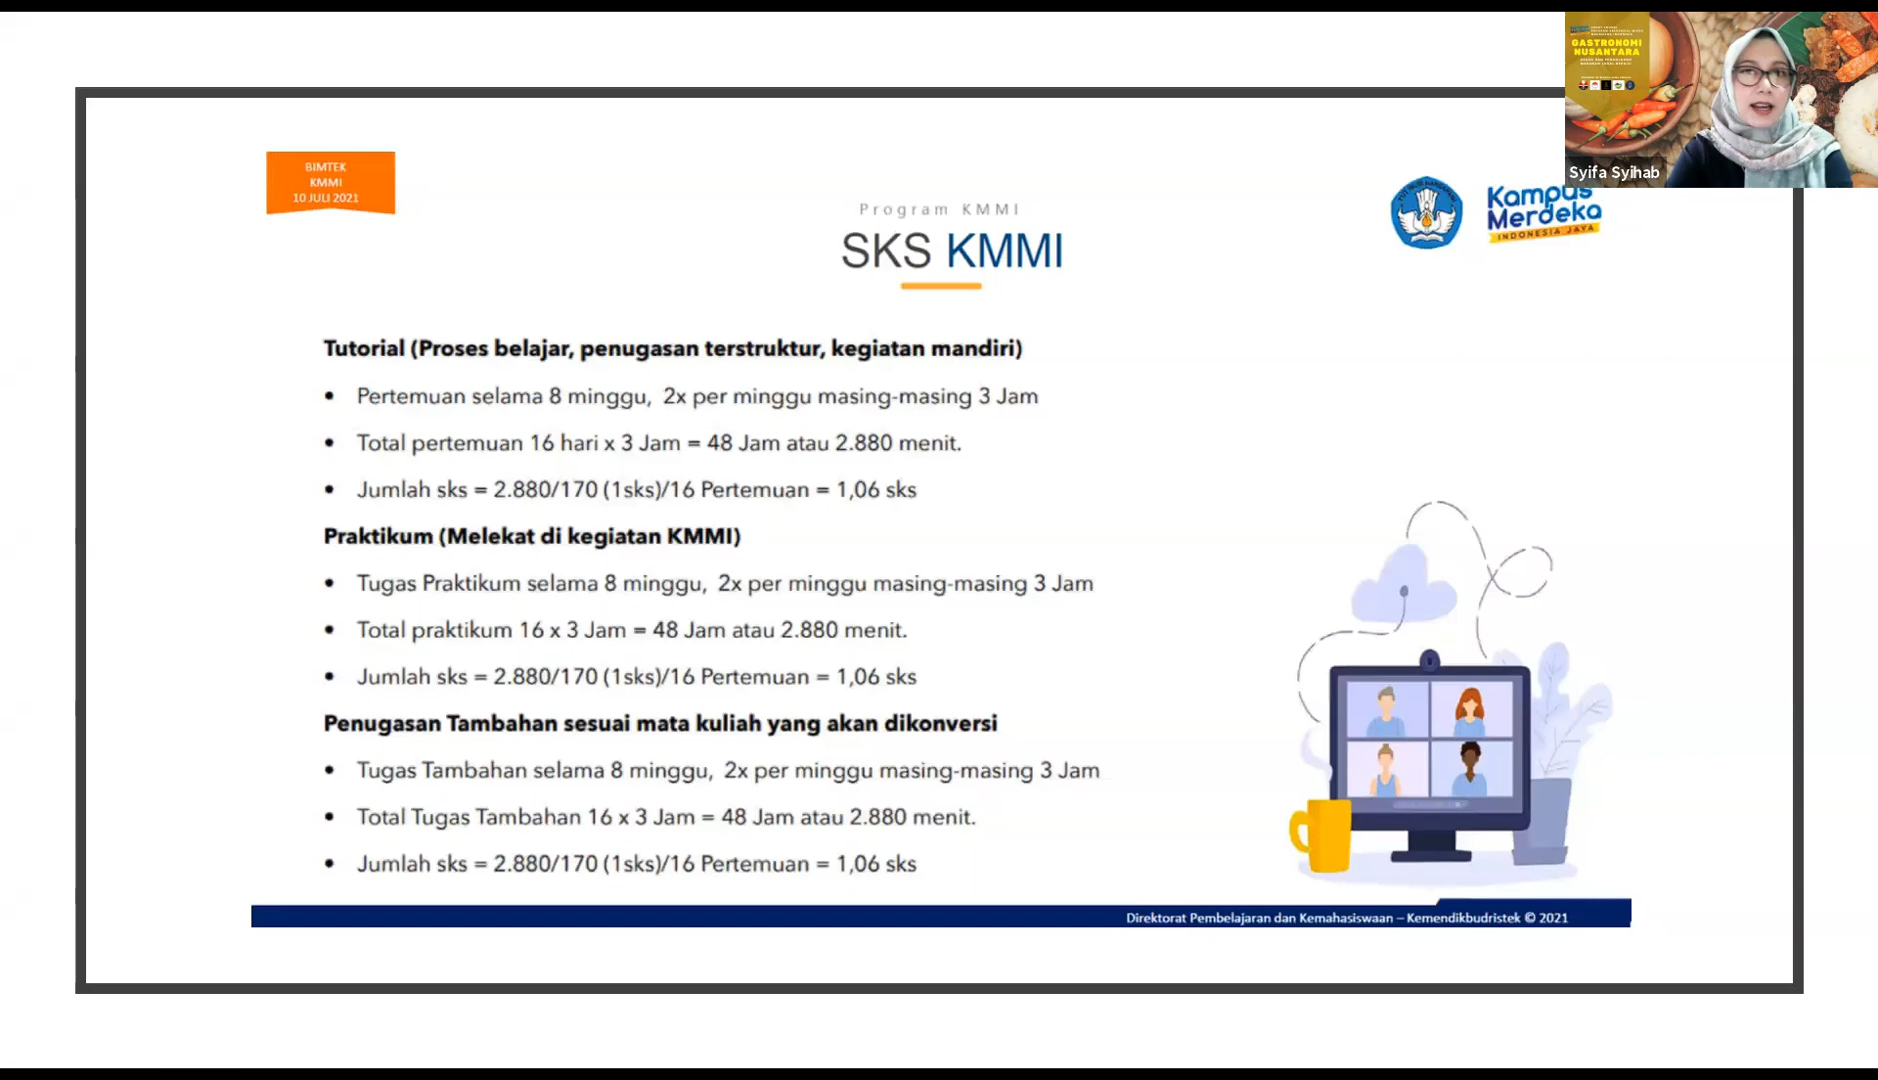 BIMTEK
KMMI
10 JULI 2021
Program KMMI
SKS KMMI
Kampus
Merdeka
INDONESIA JAYA
GASTRONOMI
NUSANTARA
Syifa Syihab
Tutorial (Proses belajar, penugasan terstruktur, kegiatan mandiri)
• Pertemuan selama 8 minggu, 2x per minggu masing-masing 3 Jam
• Total pertemuan 16 hari x 3 Jam = 48 Jam atau 2.880 menit.
• Jumlah sks = 2.880/170 (1sks)/16 Pertemuan = 1,06 sks
Praktikum (Melekat di kegiatan KMMI)
• Tugas Praktikum selama 8 minggu, 2x per minggu masing-masing 3 Jam
• Total praktikum 16 x 3 Jam = 48 Jam atau 2.880 menit.
• Jumlah sks = 2.880/170 (1sks)/16 Pertemuan = 1,06 sks
Penugasan Tambahan sesuai mata kuliah yang akan dikonversi
• Tugas Tambahan selama 8 minggu, 2x per minggu masing-masing 3 Jam
• Total Tugas Tambahan 16 x 3 Jam = 48 Jam atau 2.880 menit.
• Jumlah sks = 2.880/170 (1sks)/16 Pertemuan = 1,06 sks
Direktorat Pembelajaran dan Kemahasiswaan – Kemendikbudristek © 2021